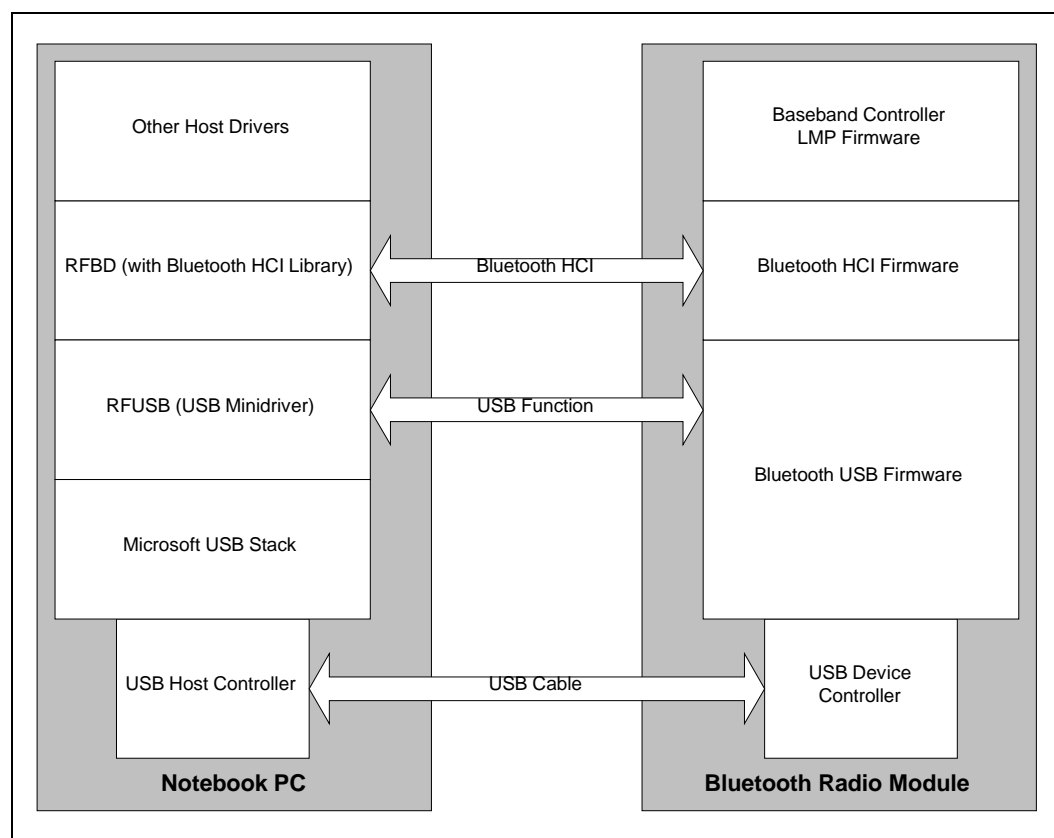 Other Host Drivers
Baseband Controller
LMP Firmware
RFBD (with Bluetooth HCI Library)
Bluetooth HCI
Bluetooth HCI Firmware
RFUSB (USB Minidriver)
USB Function
Bluetooth USB Firmware
Microsoft USB Stack
USB Host Controller
USB Cable
USB Device
Controller
Notebook PC
Bluetooth Radio Module